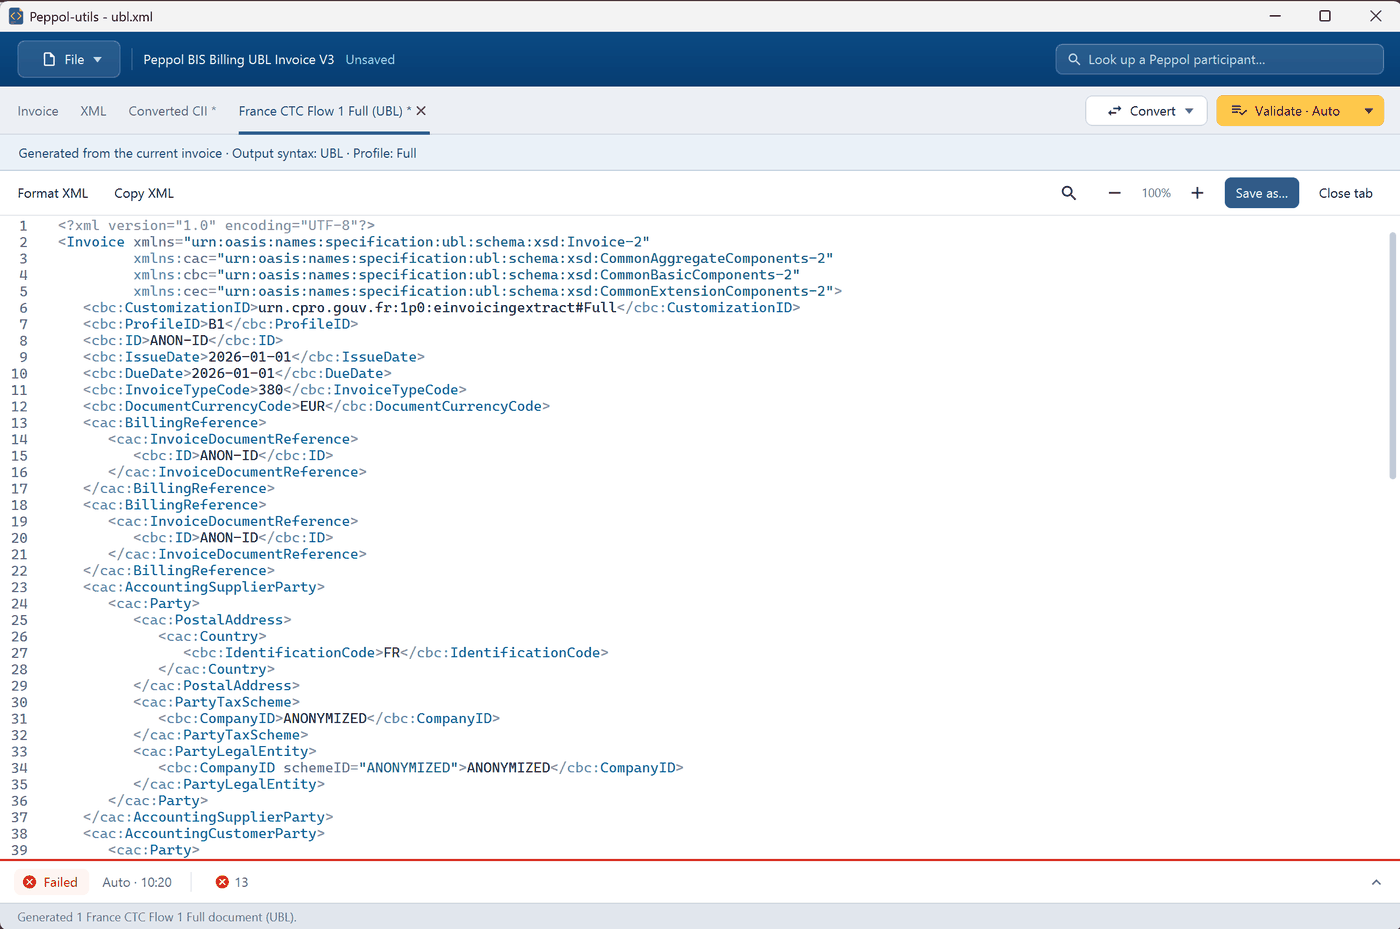 Peppol-utils - ubl.xml
File
Peppol BIS Billing UBL Invoice V3 Unsaved
Look up a Peppol participant...
Invoice XML Converted CII * France CTC Flow 1 Full (UBL) *
Convert
Validate · Auto
Generated from the current invoice · Output syntax: UBL · Profile: Full
Format XML Copy XML
100%
Save as...
Close tab
1 <?xml version="1.0" encoding="UTF-8"?>
2 <Invoice xmlns="urn:oasis:names:specification:ubl:schema:xsd:Invoice-2"
3 xmlns:cac="urn:oasis:names:specification:ubl:schema:xsd:CommonAggregateComponents-2"
4 xmlns:cbc="urn:oasis:names:specification:ubl:schema:xsd:CommonBasicComponents-2"
5 xmlns:cec="urn:oasis:names:specification:ubl:schema:xsd:CommonExtensionComponents-2">
6 <cbc:CustomizationID>urn.cpro.gouv.fr:1p0:einvoicingextract#Full</cbc:CustomizationID>
7 <cbc:ProfileID>B1</cbc:ProfileID>
8 <cbc:ID>ANON-ID</cbc:ID>
9 <cbc:IssueDate>2026-01-01</cbc:IssueDate>
10 <cbc:DueDate>2026-01-01</cbc:DueDate>
11 <cbc:InvoiceTypeCode>380</cbc:InvoiceTypeCode>
12 <cbc:DocumentCurrencyCode>EUR</cbc:DocumentCurrencyCode>
13 <cac:BillingReference>
14 <cac:InvoiceDocumentReference>
15 <cbc:ID>ANON-ID</cbc:ID>
16 </cac:InvoiceDocumentReference>
17 </cac:BillingReference>
18 <cac:BillingReference>
19 <cac:InvoiceDocumentReference>
20 <cbc:ID>ANON-ID</cbc:ID>
21 </cac:InvoiceDocumentReference>
22 </cac:BillingReference>
23 <cac:AccountingSupplierParty>
24 <cac:Party>
25 <cac:PostalAddress>
26 <cac:Country>
27 <cbc:IdentificationCode>FR</cbc:IdentificationCode>
28 </cac:Country>
29 </cac:PostalAddress>
30 <cac:PartyTaxScheme>
31 <cbc:CompanyID>ANONYMIZED</cbc:CompanyID>
32 </cac:PartyTaxScheme>
33 <cac:PartyLegalEntity>
34 <cbc:CompanyID schemeID="ANONYMIZED">ANONYMIZED</cbc:CompanyID>
35 </cac:PartyLegalEntity>
36 </cac:Party>
37 </cac:AccountingSupplierParty>
38 <cac:AccountingCustomerParty>
39 <cac:Party>
Failed Auto · 10:20 13
Generated 1 France CTC Flow 1 Full document (UBL).